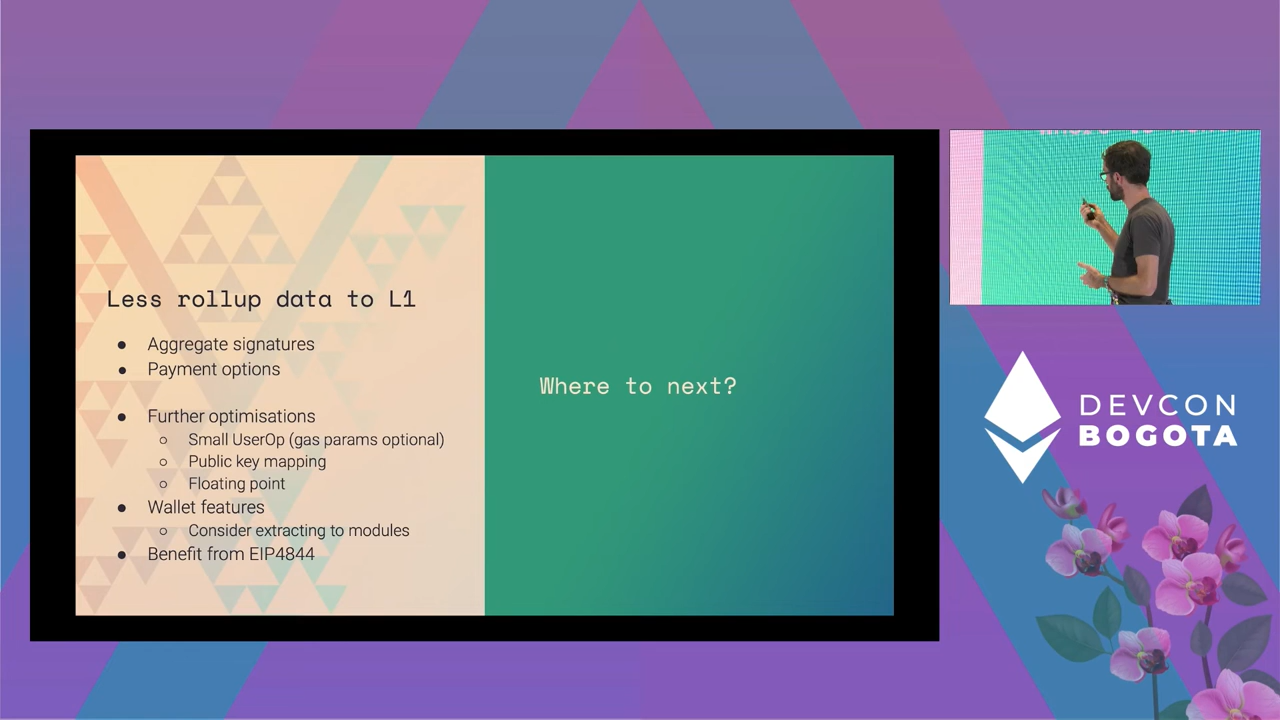 Less rollup data to L1
● Aggregate signatures
● Payment options
● Further optimisations
○ Small UserOp (gas params optional)
○ Public key mapping
○ Floating point
● Wallet features
○ Consider extracting to modules
● Benefit from EIP4844
Where to next?
DEVCON
BOGOTA